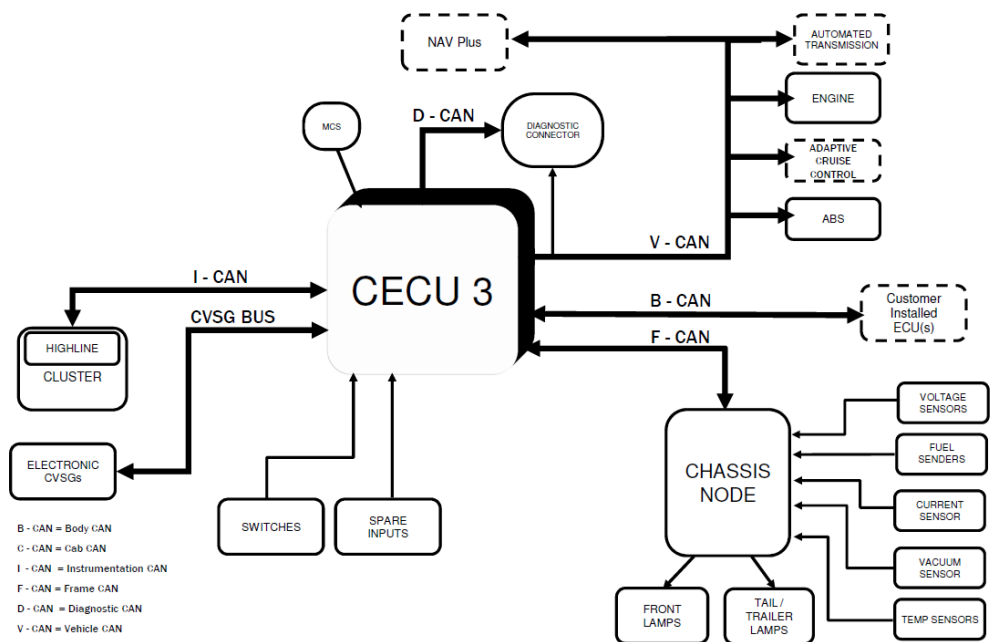 NAV Plus
AUTOMATED
TRANSMISSION
ENGINE
ADAPTIVE
CRUISE
CONTROL
ABS
MCS
D - CAN
DIAGNOSTIC
CONNECTOR
V - CAN
CECU 3
I - CAN
CVSG BUS
HIGHLINE
CLUSTER
ELECTRONIC
CVSGs
B - CAN
Customer
Installed
ECU(s)
F - CAN
SWITCHES
SPARE
INPUTS
CHASSIS
NODE
VOLTAGE
SENSORS
FUEL
SENDERS
CURRENT
SENSOR
VACUUM
SENSOR
TEMP SENSORS
FRONT
LAMPS
TAIL /
TRAILER
LAMPS
B - CAN = Body CAN
C - CAN = Cab CAN
I - CAN = Instrumentation CAN
F - CAN = Frame CAN
D - CAN = Diagnostic CAN
V - CAN = Vehicle CAN